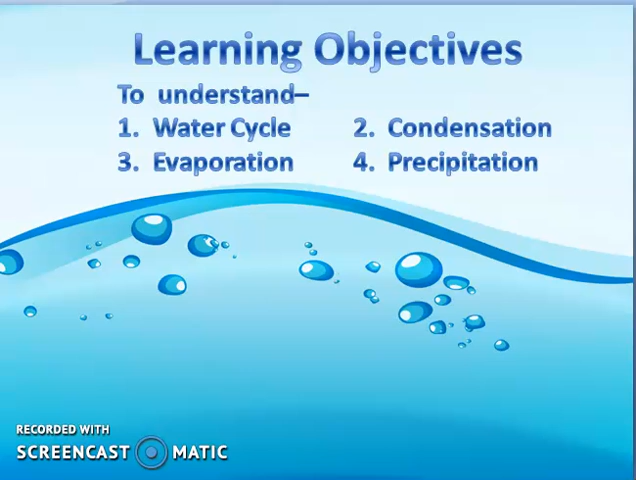 Learning Objectives
To understand–
1. Water Cycle 2. Condensation
3. Evaporation 4. Precipitation
RECORDED WITH
SCREENCAST MATIC